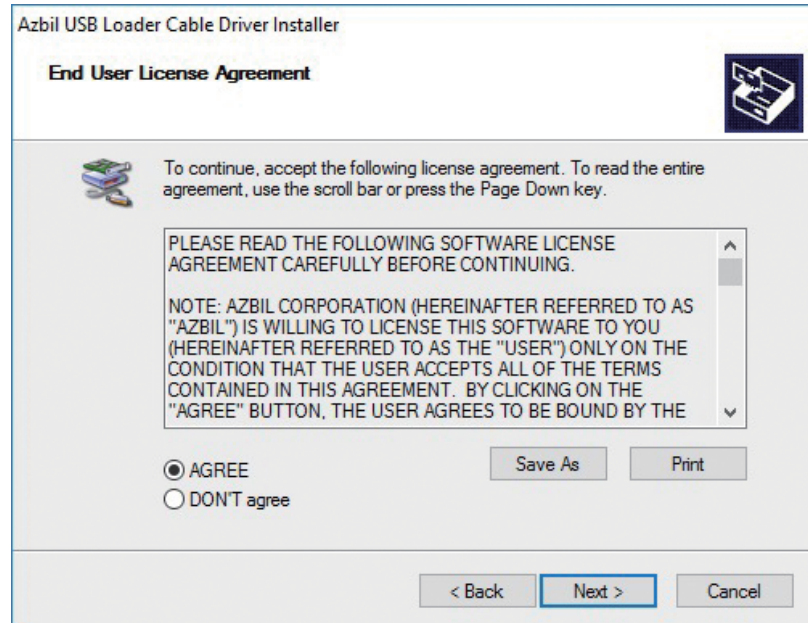 Azbil USB Loader Cable Driver Installer
End User License Agreement
To continue, accept the following license agreement. To read the entire
agreement, use the scroll bar or press the Page Down key.
PLEASE READ THE FOLLOWING SOFTWARE LICENSE
AGREEMENT CAREFULLY BEFORE CONTINUING.
NOTE: AZBIL CORPORATION (HEREINAFTER REFERRED TO AS
"AZBIL") IS WILLING TO LICENSE THIS SOFTWARE TO YOU
(HEREINAFTER REFERRED TO AS THE "USER") ONLY ON THE
CONDITION THAT THE USER ACCEPTS ALL OF THE TERMS
CONTAINED IN THIS AGREEMENT.  BY CLICKING ON THE
"AGREE" BUTTON, THE USER AGREES TO BE BOUND BY THE
AGREE
Save As
Print
DON'T agree
< Back
Next >
Cancel